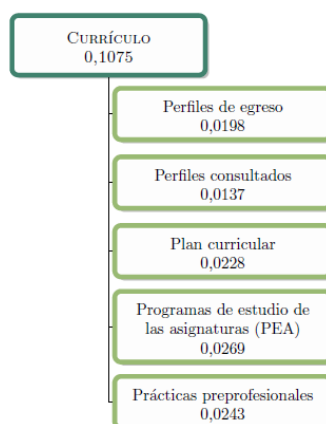 CURRÍCULO
0,1075
Perfiles de egreso
0,0198
Perfiles consultados
0,0137
Plan curricular
0,0228
Programas de estudio de
las asignaturas (PEA)
0,0269
Prácticas preprofesionales
0,0243